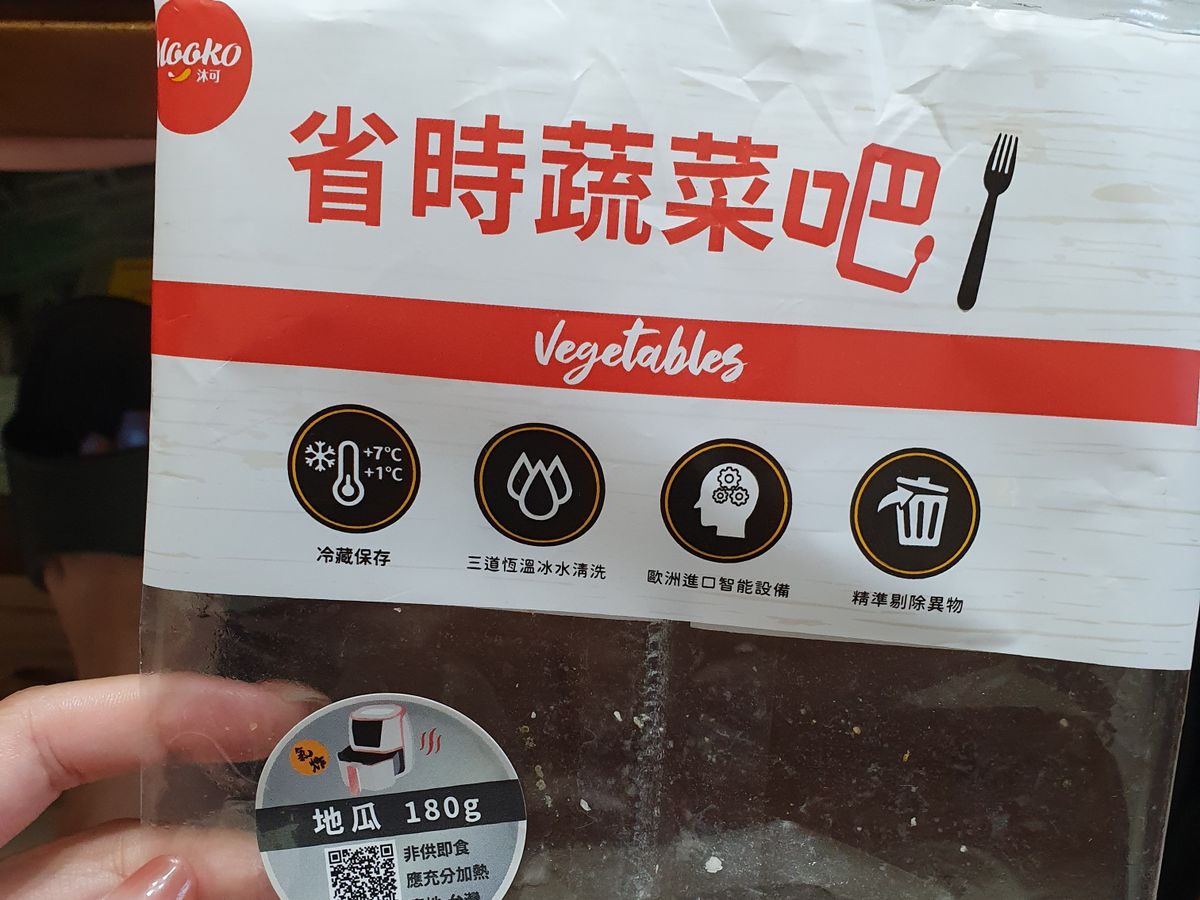 Mooko
沐可
省時蔬菜吧
Vegetables
+7°C
+1°C
冷藏保存
三道恆溫冰水清洗
歐洲進口智能設備
精準剔除異物
氣炸
地瓜 180g
非供即食
應充分加熱